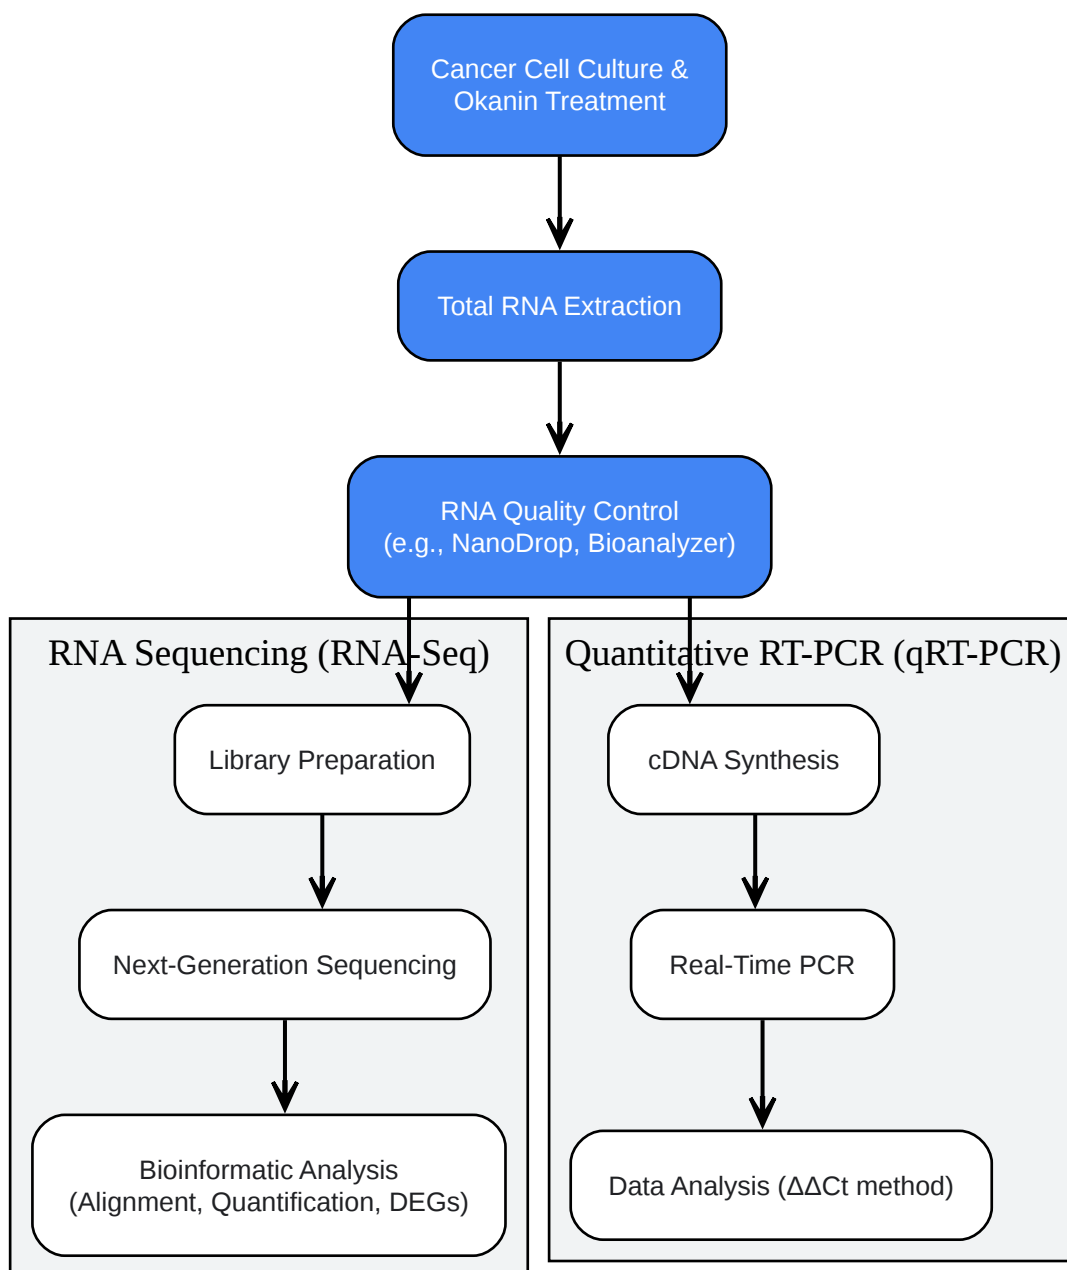 Cancer Cell Culture &
Okanin Treatment
Total RNA Extraction
RNA Quality Control
(e.g., NanoDrop, Bioanalyzer)
RNA Sequencing (RNA-Seq)
Library Preparation
Next-Generation Sequencing
Bioinformatic Analysis
(Alignment, Quantification, DEGs)
Quantitative RT-PCR (qRT-PCR)
cDNA Synthesis
Real-Time PCR
Data Analysis (ΔΔCt method)